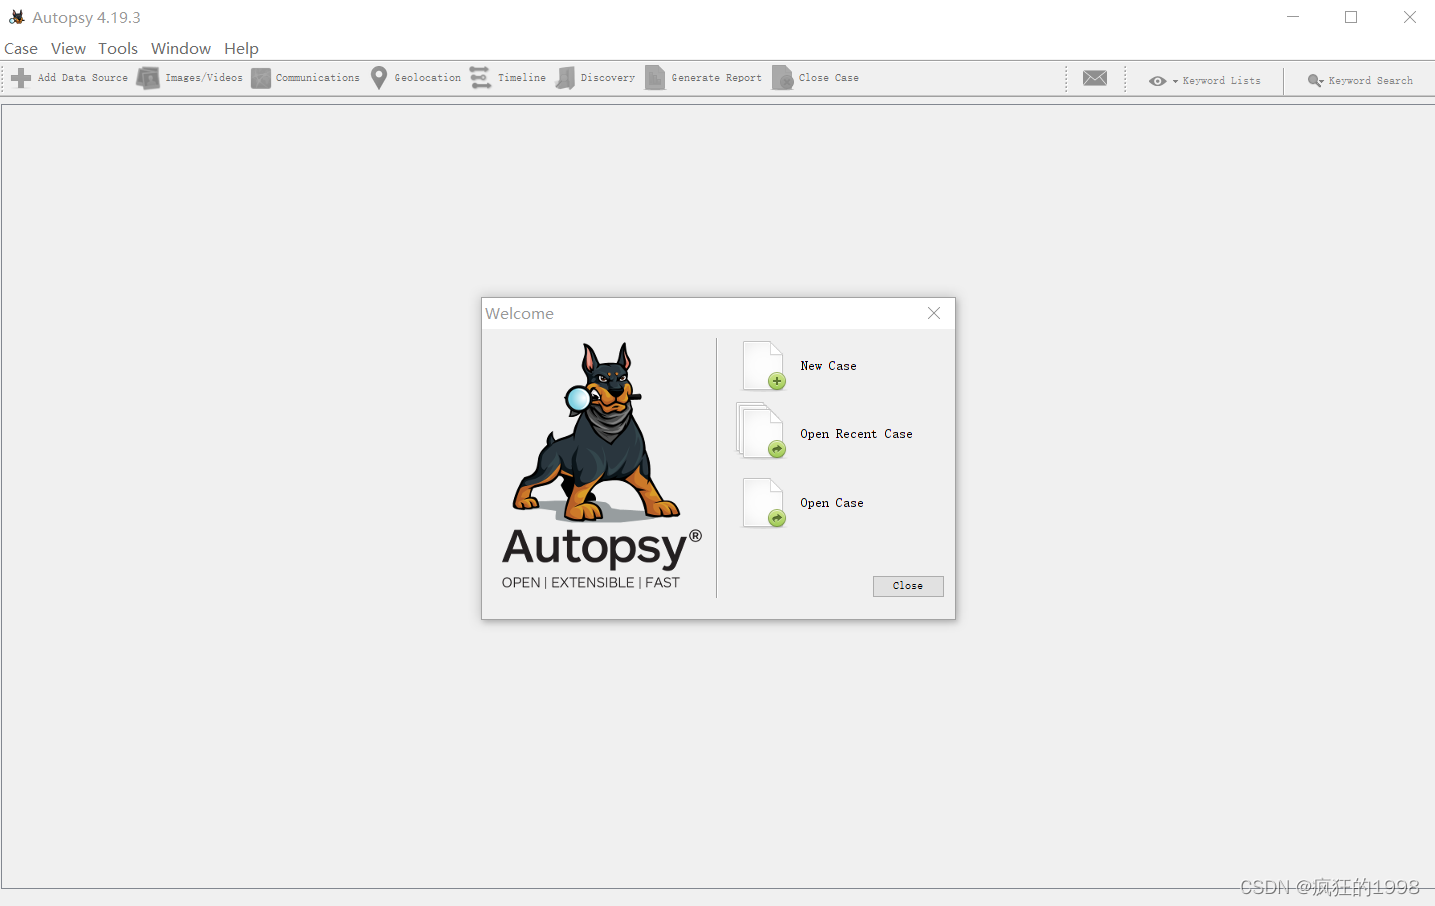 Autopsy 4.19.3
Case View Tools Window Help
Add Data Source Images/Videos Communications Geolocation Timeline Discovery Generate Report Close Case Keyword Lists Keyword Search
Welcome
New Case
Open Recent Case
Open Case
Autopsy®
OPEN | EXTENSIBLE | FAST
Close
CSDN @疯狂的1998